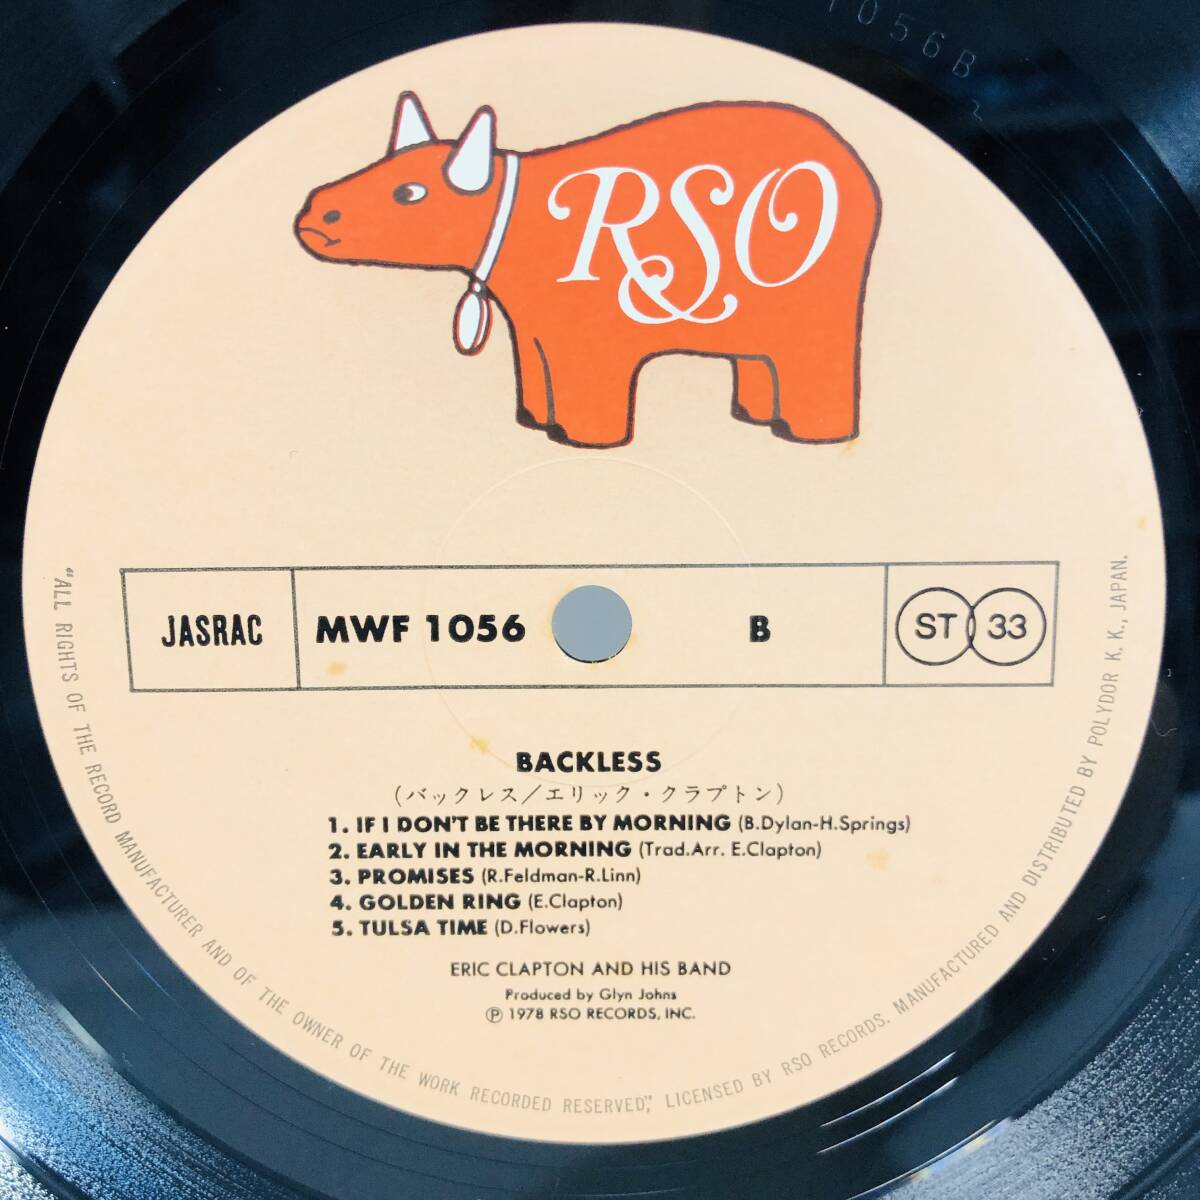 1056B
2
RSO
JASRAC
MWF 1056
B
ST 33
BACKLESS
(バックレス/エリック・クラプトン)
1. IF I DON'T BE THERE BY MORNING (B.Dylan-H.Springs)
2. EARLY IN THE MORNING (Trad.Arr. E.Clapton)
3. PROMISES (R.Feldman-R.Linn)
4. GOLDEN RING (E.Clapton)
5. TULSA TIME (D.Flowers)
ERIC CLAPTON AND HIS BAND
Produced by Glyn Johns
Ⓟ 1978 RSO RECORDS, INC.
"ALL RIGHTS OF THE RECORD MANUFACTURER AND OF THE OWNER OF THE WORK RECORDED RESERVED," LICENSED BY RSO RECORDS. MANUFACTURED AND DISTRIBUTED BY POLYDOR K. K., JAPAN.